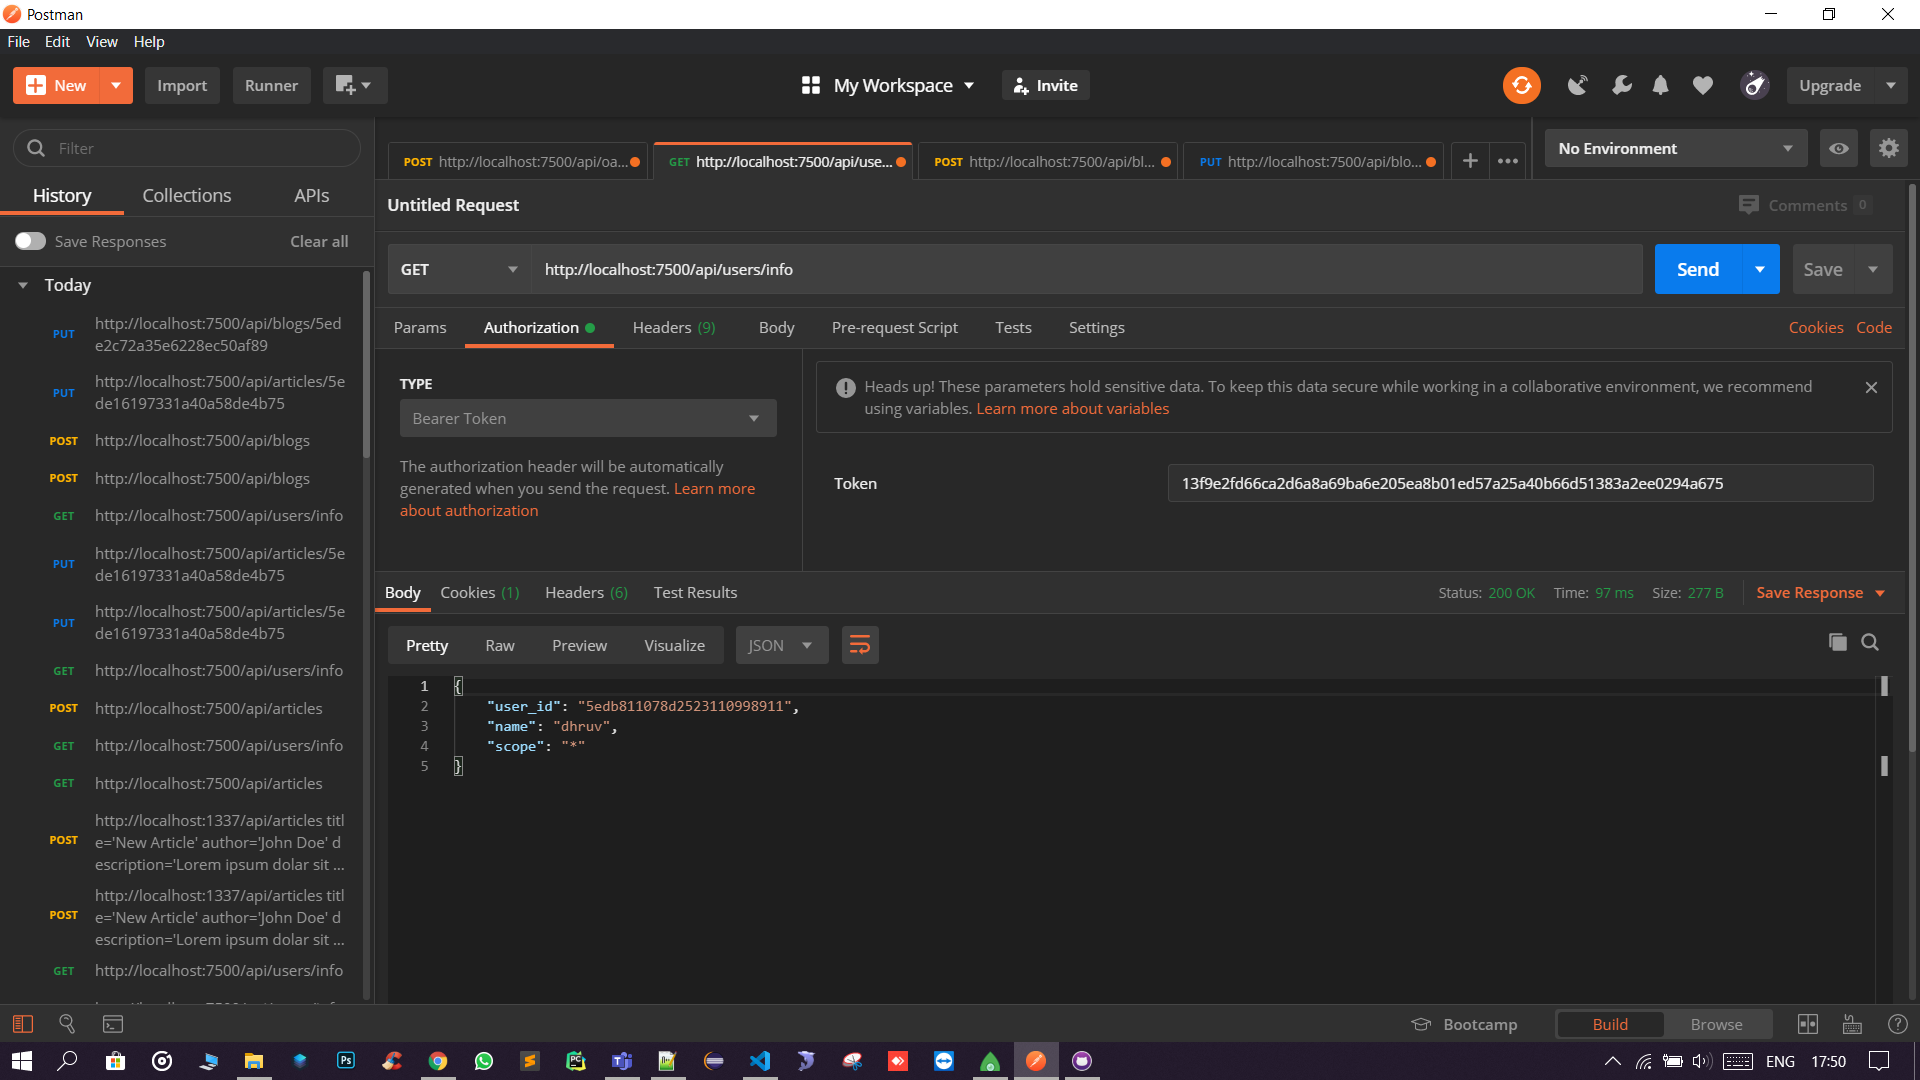 Postman
File Edit View Help
New Import Runner My Workspace Invite Upgrade
Filter
History Collections APIs
Save Responses Clear all
Today
PUT http://localhost:7500/api/blogs/5ed
e2c72a35e6228ec50af89
PUT http://localhost:7500/api/articles/5e
de16197331a40a58de4b75
POST http://localhost:7500/api/blogs
POST http://localhost:7500/api/blogs
GET http://localhost:7500/api/users/info
PUT http://localhost:7500/api/articles/5e
de16197331a40a58de4b75
PUT http://localhost:7500/api/articles/5e
de16197331a40a58de4b75
GET http://localhost:7500/api/users/info
POST http://localhost:7500/api/articles
GET http://localhost:7500/api/users/info
GET http://localhost:7500/api/articles
POST http://localhost:1337/api/articles titl
e='New Article' author='John Doe' d
escription='Lorem ipsum dolar sit ...
POST http://localhost:1337/api/articles titl
e='New Article' author='John Doe' d
escription='Lorem ipsum dolar sit ...
GET http://localhost:7500/api/users/info
POST http://localhost:7500/api/oa... GET http://localhost:7500/api/use... POST http://localhost:7500/api/bl... PUT http://localhost:7500/api/blo... No Environment
Untitled Request Comments 0
GET http://localhost:7500/api/users/info Send Save
Params Authorization Headers (9) Body Pre-request Script Tests Settings Cookies Code
TYPE
Bearer Token
The authorization header will be automatically
generated when you send the request. Learn more
about authorization
Heads up! These parameters hold sensitive data. To keep this data secure while working in a collaborative environment, we recommend
using variables. Learn more about variables
Token 13f9e2fd66ca2d6a8a69ba6e205ea8b01ed57a25a40b66d51383a2ee0294a675
Body Cookies (1) Headers (6) Test Results Status: 200 OK Time: 97 ms Size: 277 B Save Response
Pretty Raw Preview Visualize JSON
1 {
2 "user_id": "5edb811078d2523110998911",
3 "name": "dhruv",
4 "scope": "*"
5 }
Bootcamp Build Browse
ENG 17:50